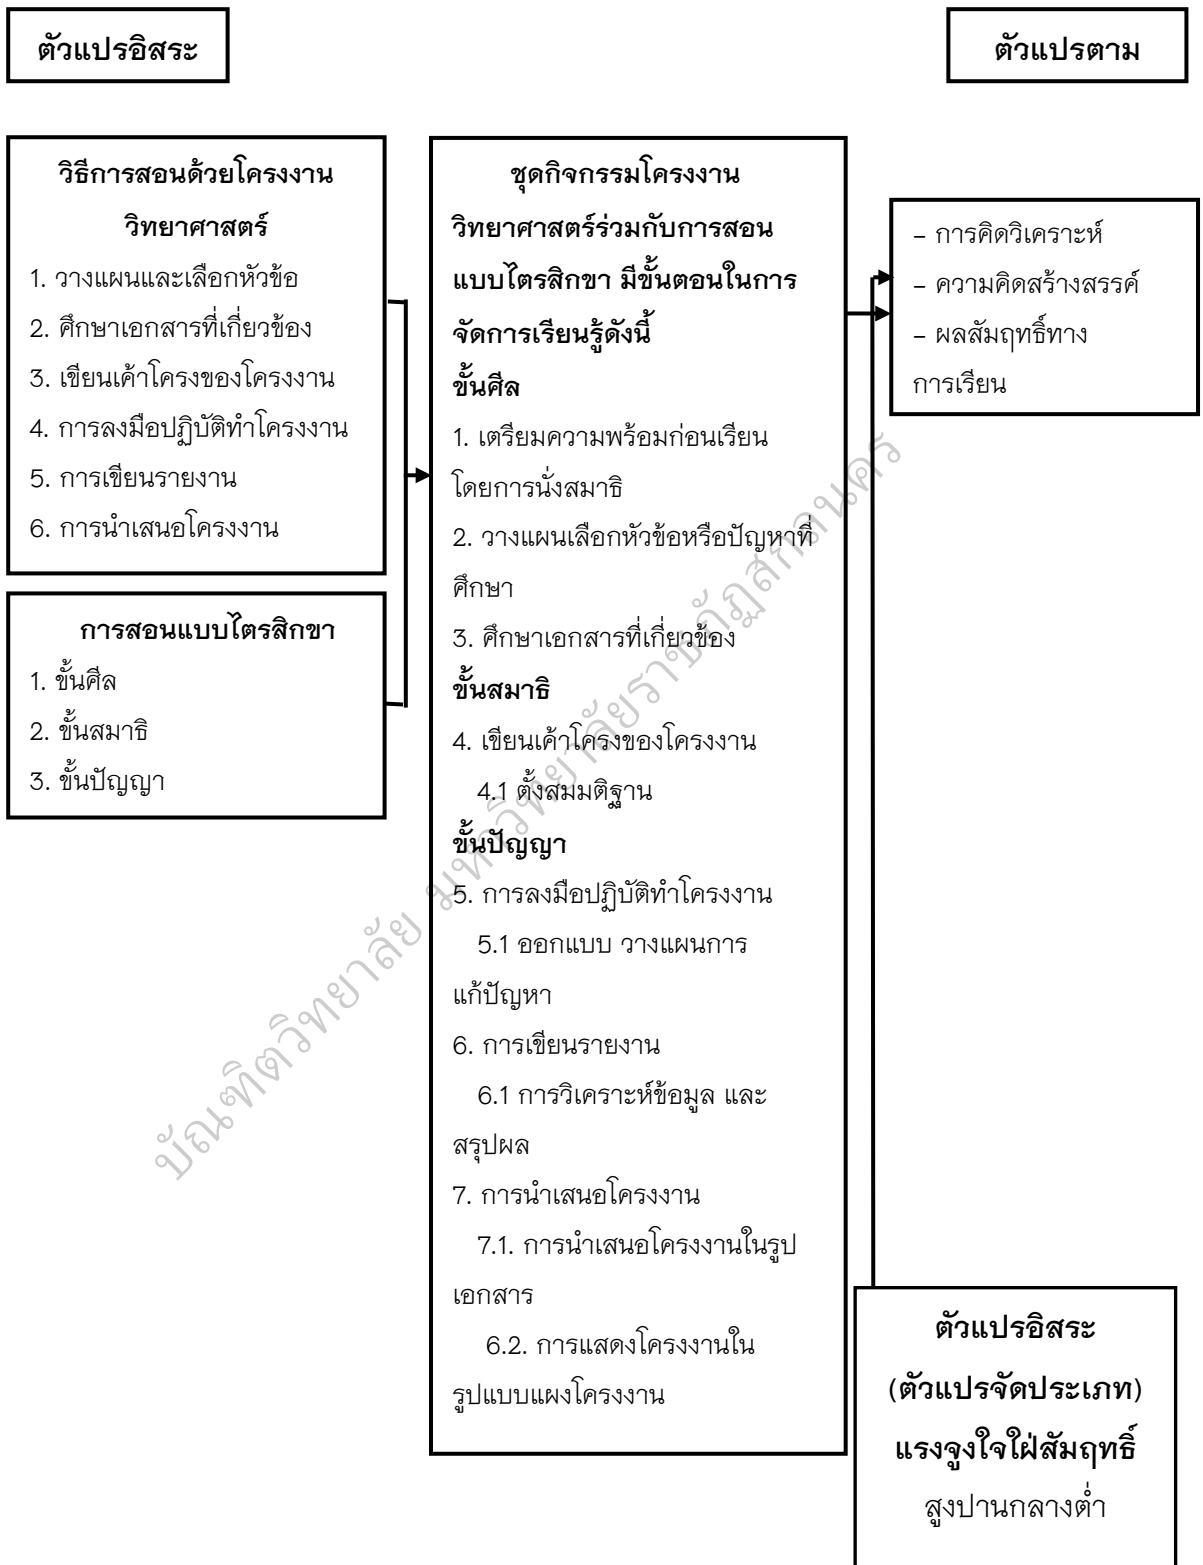 ตัวแปรอิสระ
ตัวแปรตาม
วิธีการสอนด้วยโครงงาน
วิทยาศาสตร์
1. วางแผนและเลือกหัวข้อ
2. ศึกษาเอกสารที่เกี่ยวข้อง
3. เขียนเค้าโครงของโครงงาน
4. การลงมือปฏิบัติทำโครงงาน
5. การเขียนรายงาน
6. การนำเสนอโครงงาน
การสอนแบบไตรสิกขา
1. ขั้นศีล
2. ขั้นสมาธิ
3. ขั้นปัญญา
ชุดกิจกรรมโครงงาน
วิทยาศาสตร์ร่วมกับการสอน
แบบไตรสิกขา มีขั้นตอนในการ
จัดการเรียนรู้ดังนี้
ขั้นศีล
1. เตรียมความพร้อมก่อนเรียน
โดยการนั่งสมาธิ
2. วางแผนเลือกหัวข้อหรือปัญหาที่
ศึกษา
3. ศึกษาเอกสารที่เกี่ยวข้อง
ขั้นสมาธิ
4. เขียนเค้าโครงของโครงงาน
4.1 ตั้งสมมติฐาน
ขั้นปัญญา
5. การลงมือปฏิบัติทำโครงงาน
5.1 ออกแบบ วางแผนการ
แก้ปัญหา
6. การเขียนรายงาน
6.1 การวิเคราะห์ข้อมูล และ
สรุปผล
7. การนำเสนอโครงงาน
7.1. การนำเสนอโครงงานในรูป
เอกสาร
6.2. การแสดงโครงงานใน
รูปแบบแผงโครงงาน
– การคิดวิเคราะห์
– ความคิดสร้างสรรค์
– ผลสัมฤทธิ์ทาง
การเรียน
ตัวแปรอิสระ
(ตัวแปรจัดประเภท)
แรงจูงใจใฝ่สัมฤทธิ์
สูงปานกลางต่ำ
บัณฑิตวิทยาลัย มหาวิทยาลัยราชภัฏสกลนคร